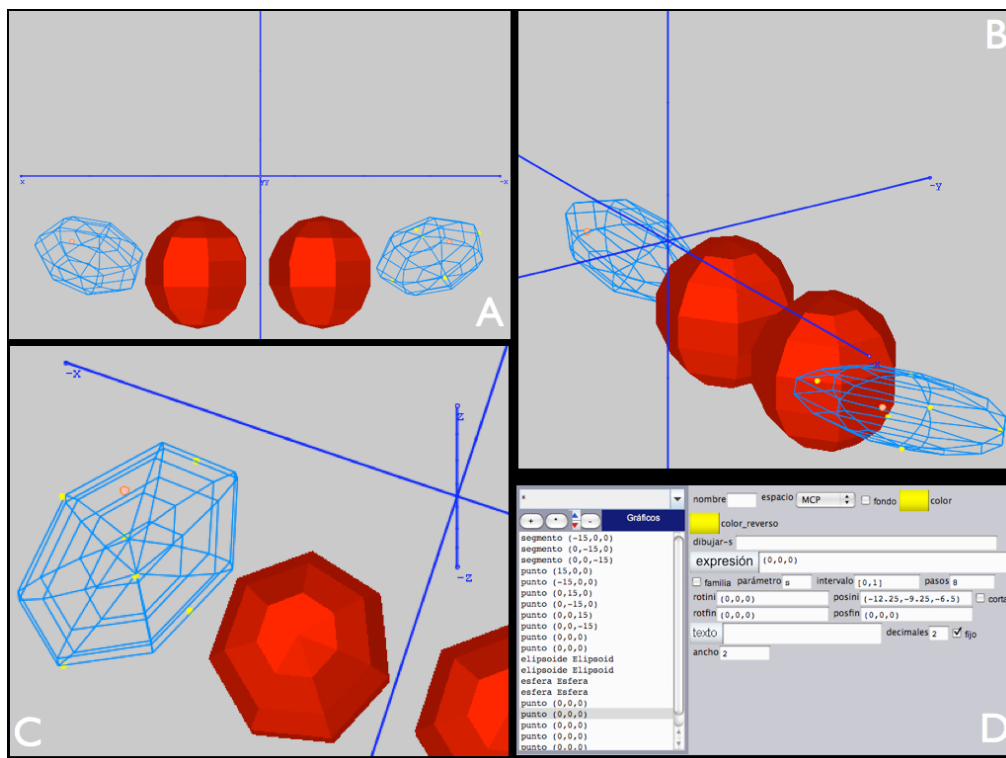 x
YY
-x
A
B
-Y
-X
-X
Z
-Z
C
*
nombre
espacio MCP
fondo
color
+ * -
Gráficos
color_reverso
segmento (-15,0,0)
segmento (0,-15,0)
segmento (0,0,-15)
punto (15,0,0)
punto (-15,0,0)
punto (0,15,0)
punto (0,-15,0)
punto (0,0,15)
punto (0,0,-15)
punto (0,0,0)
punto (0,0,0)
elipsoide Elipsoid
elipsoide Elipsoid
esfera Esfera
esfera Esfera
punto (0,0,0)
punto (0,0,0)
punto (0,0,0)
punto (0,0,0)
punto (0,0,0)
dibujar-s
expresión (0,0,0)
familia parámetro s intervalo [0,1] pasos 8
rotini (0,0,0) posini (-12.25,-9.25,-6.5) corta
rotfin (0,0,0) posfin (0,0,0)
texto decimales 2 fijo
ancho 2
D